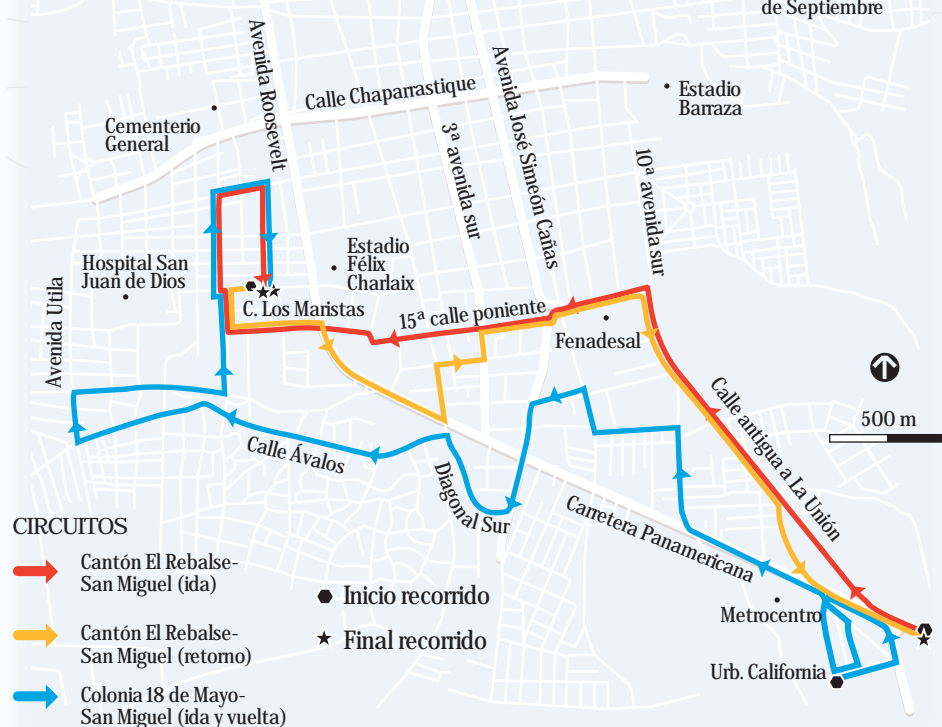 de Septiembre
Avenida Roosevelt
Avenida José Simeón Cañas
Calle Chaparrastique
Estadio
Barraza
Cementerio
General
3ª avenida sur
10ª avenida sur
Estadio
Félix
Charlaix
Hospital San
Juan de Dios
C. Los Maristas
15ª calle poniente
Fenadesal
Avenida Utila
Calle antigua a La Unión
500 m
Calle Ávalos
Diagonal Sur
Carretera Panamericana
Metrocentro
Urb. California
CIRCUITOS
Cantón El Rebalse-
San Miguel (ida)
Cantón El Rebalse-
San Miguel (retorno)
Colonia 18 de Mayo-
San Miguel (ida y vuelta)
Inicio recorrido
Final recorrido